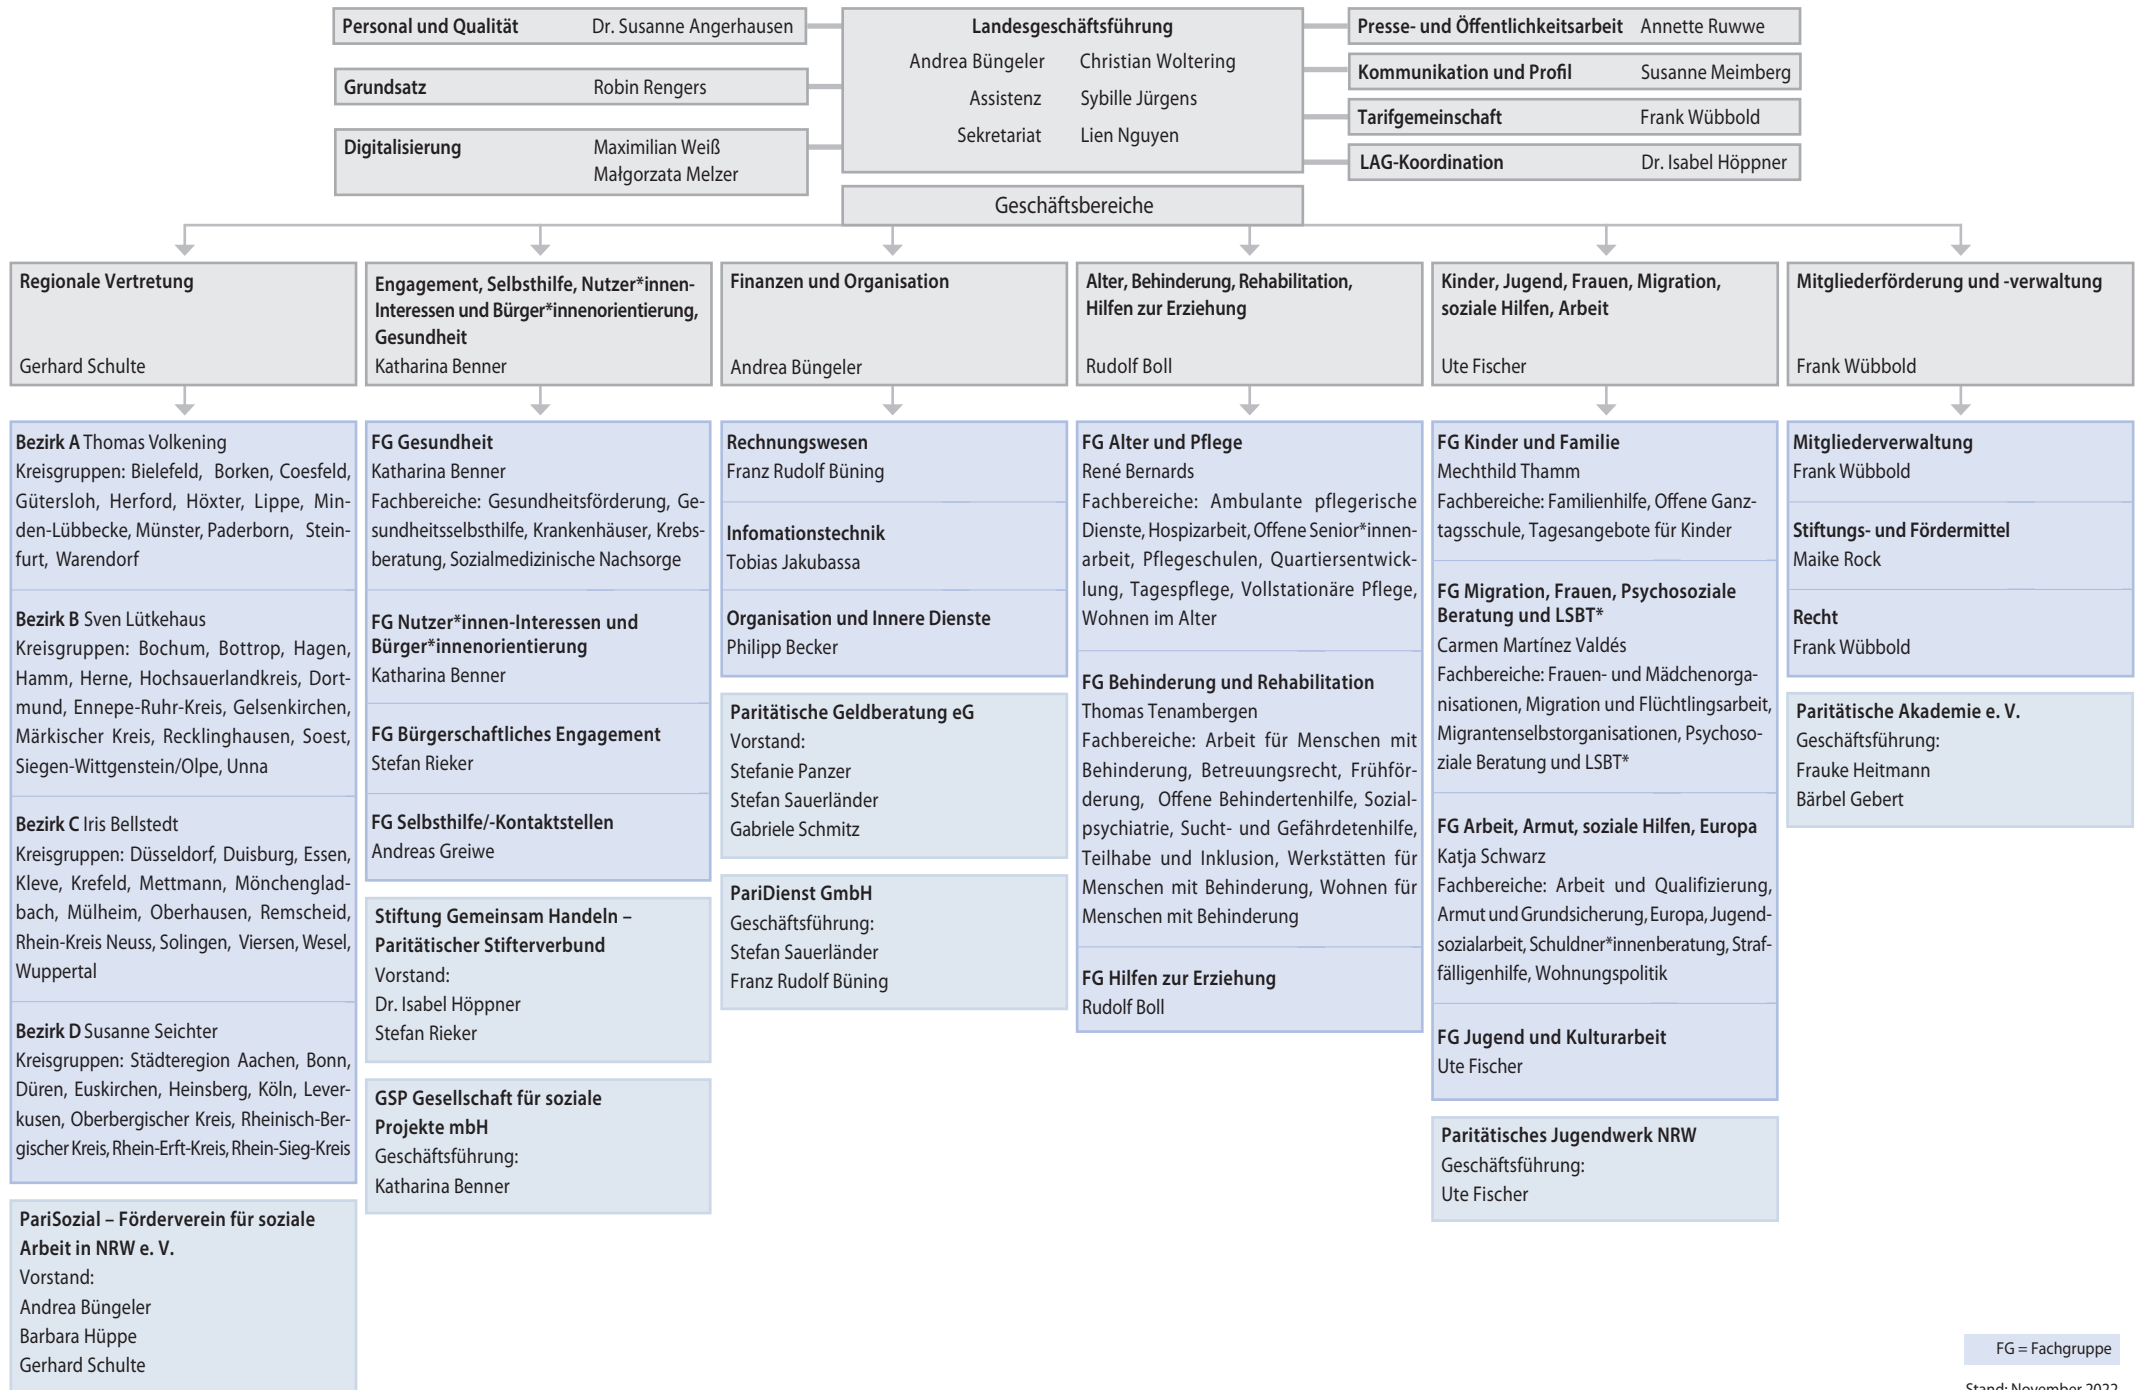 Personal und Qualität Dr. Susanne Angerhausen
Grundsatz Robin Rengers
Digitalisierung Maximilian Weiß
Małgorzata Melzer
Landesgeschäftsführung
Andrea Büngeler Christian Woltering
Assistenz Sybille Jürgens
Sekretariat Lien Nguyen
Presse- und Öffentlichkeitsarbeit Annette Ruwwe
Kommunikation und Profil Susanne Meimberg
Tarifgemeinschaft Frank Wübbold
LAG-Koordination Dr. Isabel Höppner
Geschäftsbereiche
Regionale Vertretung
Gerhard Schulte
Bezirk A Thomas Volkening
Kreisgruppen: Bielefeld, Borken, Coesfeld,
Gütersloh, Herford, Höxter, Lippe, Min-
den-Lübbecke, Münster, Paderborn, Stein-
furt, Warendorf
Bezirk B Sven Lütkehaus
Kreisgruppen: Bochum, Bottrop, Hagen,
Hamm, Herne, Hochsauerlandkreis, Dort-
mund, Ennepe-Ruhr-Kreis, Gelsenkirchen,
Märkischer Kreis, Recklinghausen, Soest,
Siegen-Wittgenstein/Olpe, Unna
Bezirk C Iris Bellstedt
Kreisgruppen: Düsseldorf, Duisburg, Essen,
Kleve, Krefeld, Mettmann, Mönchenglad-
bach, Mülheim, Oberhausen, Remscheid,
Rhein-Kreis Neuss, Solingen, Viersen, Wesel,
Wuppertal
Bezirk D Susanne Seichter
Kreisgruppen: Städteregion Aachen, Bonn,
Düren, Euskirchen, Heinsberg, Köln, Lever-
kusen, Oberbergischer Kreis, Rheinisch-Ber-
gischer Kreis, Rhein-Erft-Kreis, Rhein-Sieg-Kreis
PariSozial – Förderverein für soziale
Arbeit in NRW e. V.
Vorstand:
Andrea Büngeler
Barbara Hüppe
Gerhard Schulte
Engagement, Selbsthilfe, Nutzer*innen-
Interessen und Bürger*innenorientierung,
Gesundheit
Katharina Benner
FG Gesundheit
Katharina Benner
Fachbereiche: Gesundheitsförderung, Ge-
sundheitsselbsthilfe, Krankenhäuser, Krebs-
beratung, Sozialmedizinische Nachsorge
FG Nutzer*innen-Interessen und
Bürger*innenorientierung
Katharina Benner
FG Bürgerschaftliches Engagement
Stefan Rieker
FG Selbsthilfe/-Kontaktstellen
Andreas Greiwe
Stiftung Gemeinsam Handeln –
Paritätischer Stifterverbund
Vorstand:
Dr. Isabel Höppner
Stefan Rieker
GSP Gesellschaft für soziale
Projekte mbH
Geschäftsführung:
Katharina Benner
Finanzen und Organisation
Andrea Büngeler
Rechnungswesen
Franz Rudolf Büning
Infomationstechnik
Tobias Jakubassa
Organisation und Innere Dienste
Philipp Becker
Paritätische Geldberatung eG
Vorstand:
Stefanie Panzer
Stefan Sauerländer
Gabriele Schmitz
PariDienst GmbH
Geschäftsführung:
Stefan Sauerländer
Franz Rudolf Büning
Alter, Behinderung, Rehabilitation,
Hilfen zur Erziehung
Rudolf Boll
FG Alter und Pflege
René Bernards
Fachbereiche: Ambulante pflegerische
Dienste, Hospizarbeit, Offene Senior*innen-
arbeit, Pflegeschulen, Quartiersentwick-
lung, Tagespflege, Vollstationäre Pflege,
Wohnen im Alter
FG Behinderung und Rehabilitation
Thomas Tenambergen
Fachbereiche: Arbeit für Menschen mit
Behinderung, Betreuungsrecht, Frühför-
derung, Offene Behindertenhilfe, Sozial-
psychiatrie, Sucht- und Gefährdetenhilfe,
Teilhabe und Inklusion, Werkstätten für
Menschen mit Behinderung, Wohnen für
Menschen mit Behinderung
FG Hilfen zur Erziehung
Rudolf Boll
Kinder, Jugend, Frauen, Migration,
soziale Hilfen, Arbeit
Ute Fischer
FG Kinder und Familie
Mechthild Thamm
Fachbereiche: Familienhilfe, Offene Ganz-
tagsschule, Tagesangebote für Kinder
FG Migration, Frauen, Psychosoziale
Beratung und LSBT*
Carmen Martínez Valdés
Fachbereiche: Frauen- und Mädchenorga-
nisationen, Migration und Flüchtlingsarbeit,
Migrantenselbstorganisationen, Psychoso-
ziale Beratung und LSBT*
FG Arbeit, Armut, soziale Hilfen, Europa
Katja Schwarz
Fachbereiche: Arbeit und Qualifizierung,
Armut und Grundsicherung, Europa, Jugend-
sozialarbeit, Schuldner*innenberatung, Straf-
fälligenhilfe, Wohnungspolitik
FG Jugend und Kulturarbeit
Ute Fischer
Paritätisches Jugendwerk NRW
Geschäftsführung:
Ute Fischer
Mitgliederförderung und -verwaltung
Frank Wübbold
Mitgliederverwaltung
Frank Wübbold
Stiftungs- und Fördermittel
Maike Rock
Recht
Frank Wübbold
Paritätische Akademie e. V.
Geschäftsführung:
Frauke Heitmann
Bärbel Gebert
FG = Fachgruppe
Stand: November 2022